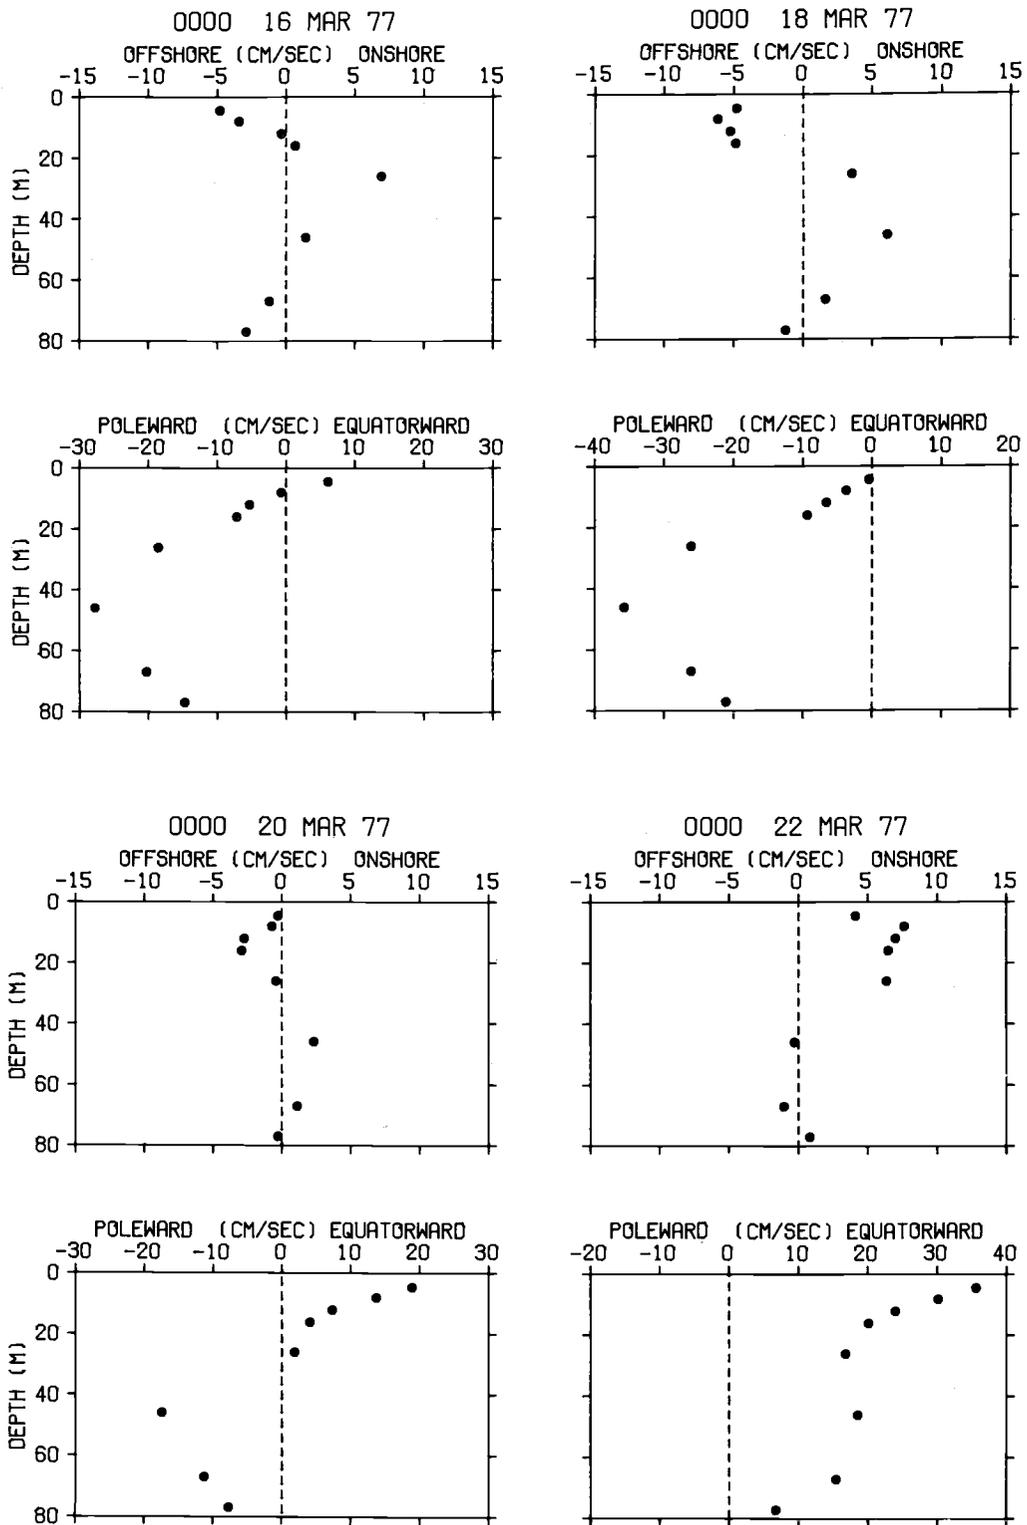 0000 16 MAR 77
OFFSHORE (CM/SEC) ONSHORE
-15 -10 -5 0 5 10 15
0
20
40
60
80
DEPTH (M)
0000 18 MAR 77
OFFSHORE (CM/SEC) ONSHORE
-15 -10 -5 0 5 10 15
POLEWARD (CM/SEC) EQUATORWARD
-30 -20 -10 0 10 20 30
0
20
40
60
80
DEPTH (M)
POLEWARD (CM/SEC) EQUATORWARD
-40 -30 -20 -10 0 10 20
0000 20 MAR 77
OFFSHORE (CM/SEC) ONSHORE
-15 -10 -5 0 5 10 15
0
20
40
60
80
DEPTH (M)
0000 22 MAR 77
OFFSHORE (CM/SEC) ONSHORE
-15 -10 -5 0 5 10 15
POLEWARD (CM/SEC) EQUATORWARD
-30 -20 -10 0 10 20 30
0
20
40
60
80
DEPTH (M)
POLEWARD (CM/SEC) EQUATORWARD
-20 -10 0 10 20 30 40